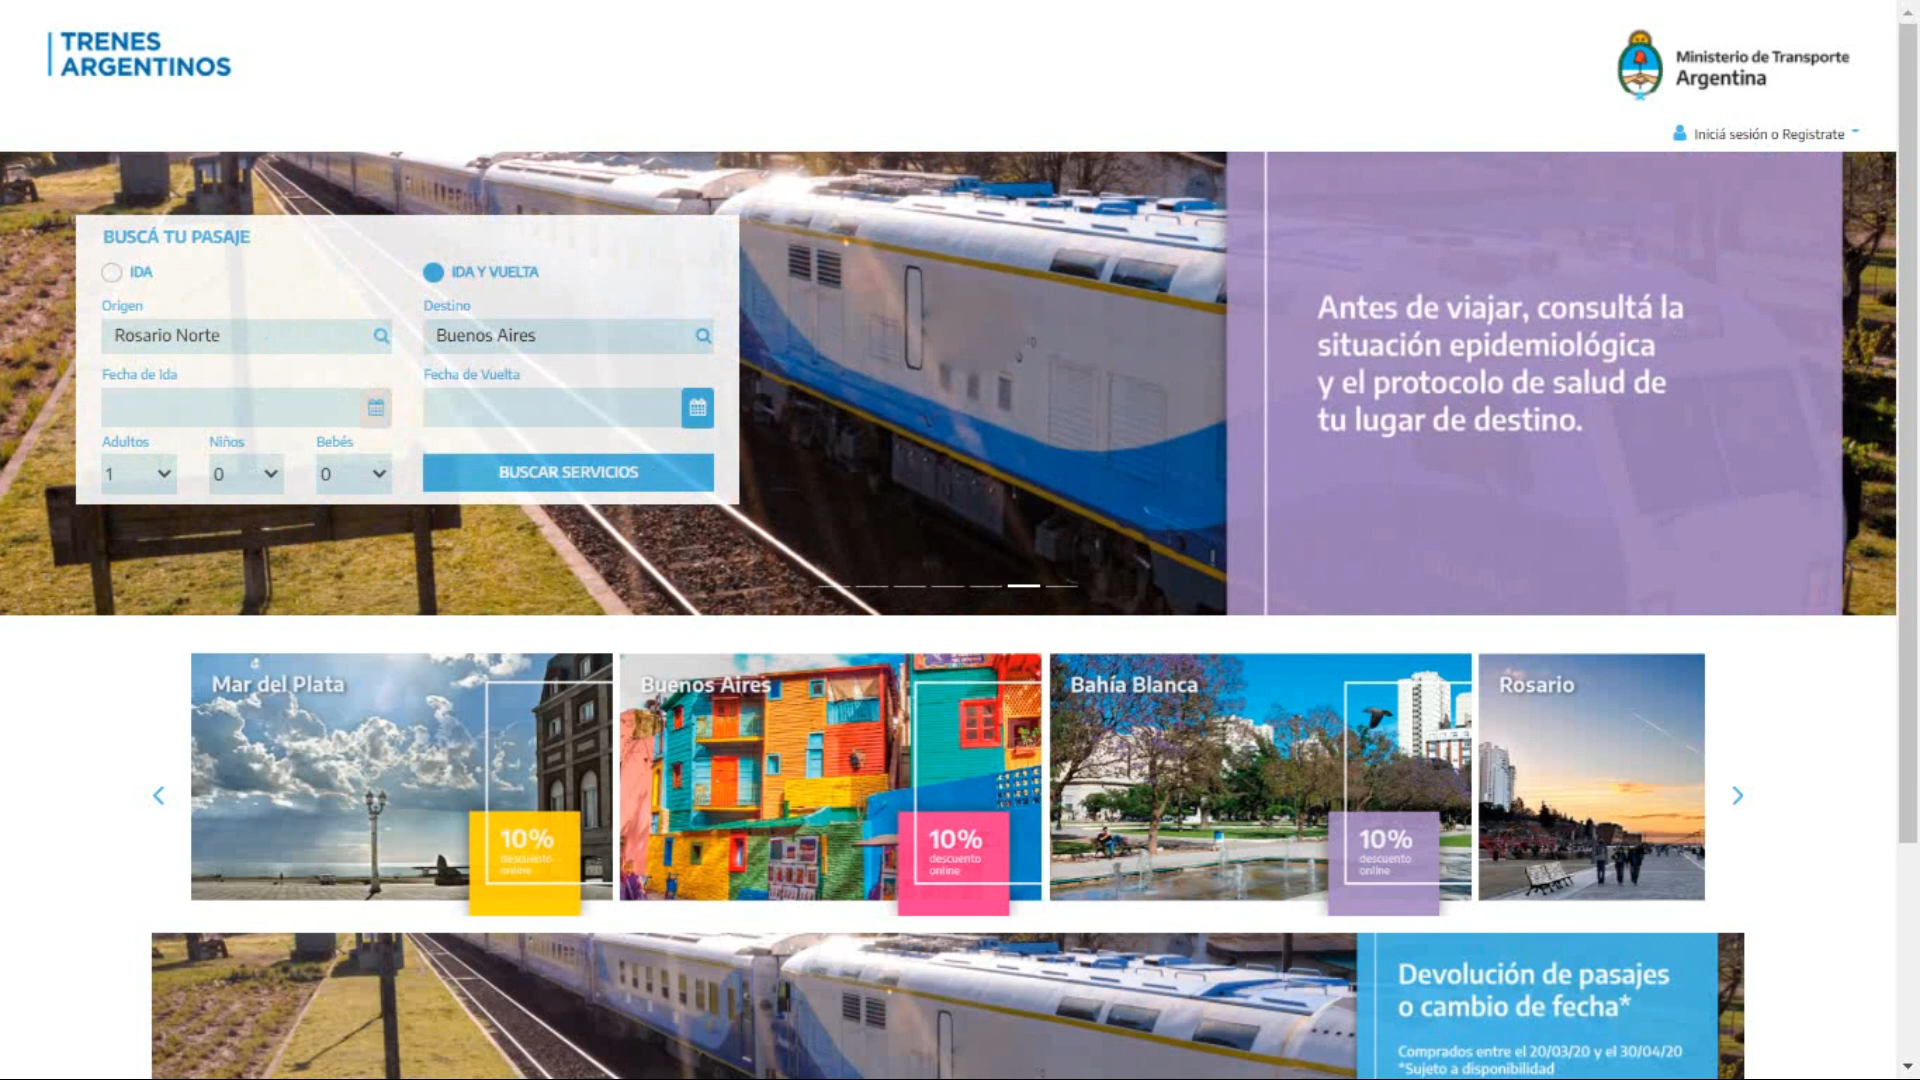 TRENES
ARGENTINOS
Ministerio de Transporte
Argentina
Iniciá sesión o Registrate
BUSCÁ TU PASAJE
IDA
IDA Y VUELTA
Origen
Destino
Rosario Norte
Buenos Aires
Fecha de Ida
Fecha de Vuelta
Adultos
Niños
Bebés
1
0
0
BUSCAR SERVICIOS
Antes de viajar, consultá la
situación epidemiológica
y el protocolo de salud de
tu lugar de destino.
Mar del Plata
10%
descuento
online
Buenos Aires
10%
descuento
online
Bahía Blanca
10%
descuento
online
Rosario
Devolución de pasajes
o cambio de fecha*
Comprados entre el 20/03/20 y el 30/04/20
*Sujeto a disponibilidad